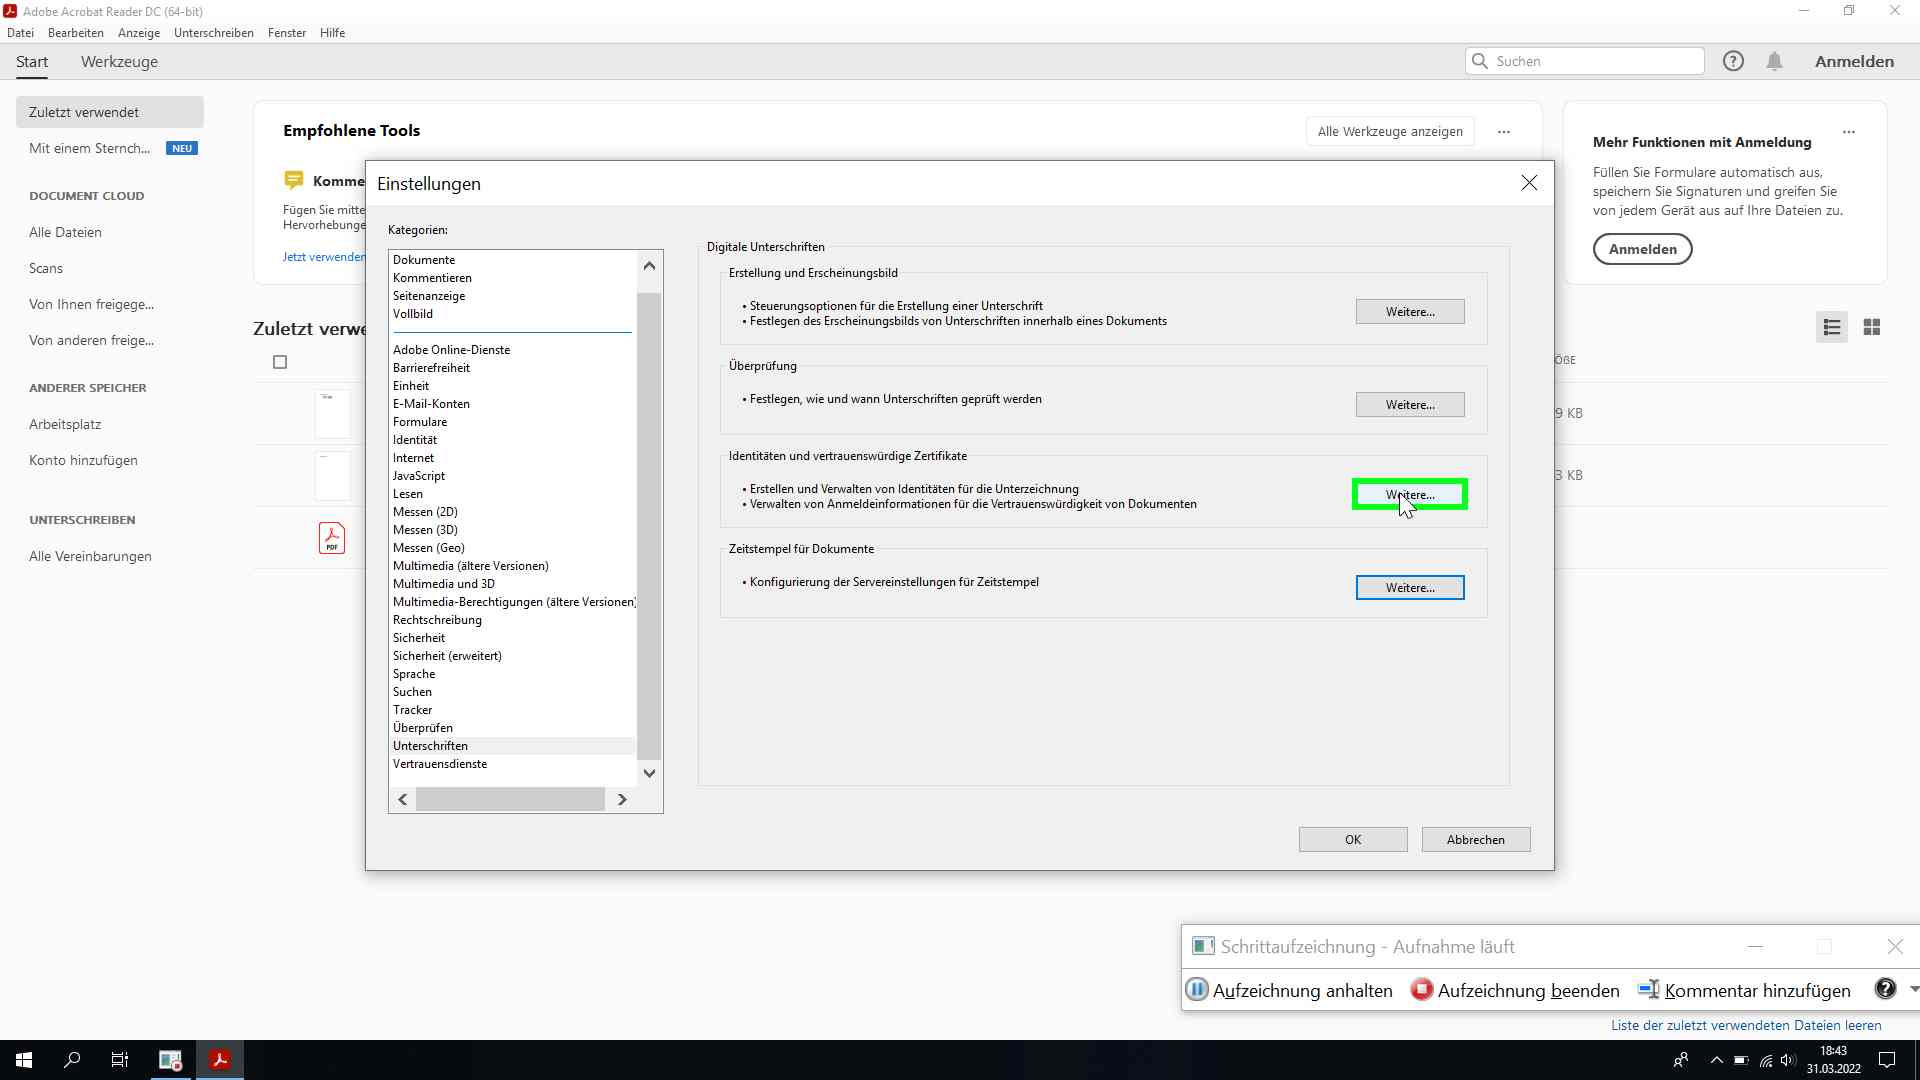 Adobe Acrobat Reader DC (64-bit)
Datei Bearbeiten Anzeige Unterschreiben Fenster Hilfe
Start Werkzeuge
Suchen
Anmelden
Zuletzt verwendet
Mit einem Sternch... NEU
DOCUMENT CLOUD
Alle Dateien
Scans
Von Ihnen freigege...
Von anderen freige...
ANDERER SPEICHER
Arbeitsplatz
Konto hinzufügen
UNTERSCHREIBEN
Alle Vereinbarungen
Empfohlene Tools
Alle Werkzeuge anzeigen
Komme
Fügen Sie mitte
Hervorhebunge
Jetzt verwenden
Zuletzt verwe
Mehr Funktionen mit Anmeldung
Füllen Sie Formulare automatisch aus,
speichern Sie Signaturen und greifen Sie
von jedem Gerät aus auf Ihre Dateien zu.
Anmelden
ÖßE
9 KB
3 KB
PDF
Einstellungen
Kategorien:
Dokumente
Kommentieren
Seitenanzeige
Vollbild
Adobe Online-Dienste
Barrierefreiheit
Einheit
E-Mail-Konten
Formulare
Identität
Internet
JavaScript
Lesen
Messen (2D)
Messen (3D)
Messen (Geo)
Multimedia (ältere Versionen)
Multimedia und 3D
Multimedia-Berechtigungen (ältere Versionen)
Rechtschreibung
Sicherheit
Sicherheit (erweitert)
Sprache
Suchen
Tracker
Überprüfen
Unterschriften
Vertrauensdienste
Digitale Unterschriften
Erstellung und Erscheinungsbild
• Steuerungsoptionen für die Erstellung einer Unterschrift
• Festlegen des Erscheinungsbilds von Unterschriften innerhalb eines Dokuments
Weitere...
Überprüfung
• Festlegen, wie und wann Unterschriften geprüft werden
Weitere...
Identitäten und vertrauenswürdige Zertifikate
• Erstellen und Verwalten von Identitäten für die Unterzeichnung
• Verwalten von Anmeldeinformationen für die Vertrauenswürdigkeit von Dokumenten
Weitere...
Zeitstempel für Dokumente
• Konfigurierung der Servereinstellungen für Zeitstempel
Weitere...
OK Abbrechen
Schrittaufzeichnung - Aufnahme läuft
Aufzeichnung anhalten Aufzeichnung beenden Kommentar hinzufügen
Liste der zuletzt verwendeten Dateien leeren
18:43
31.03.2022